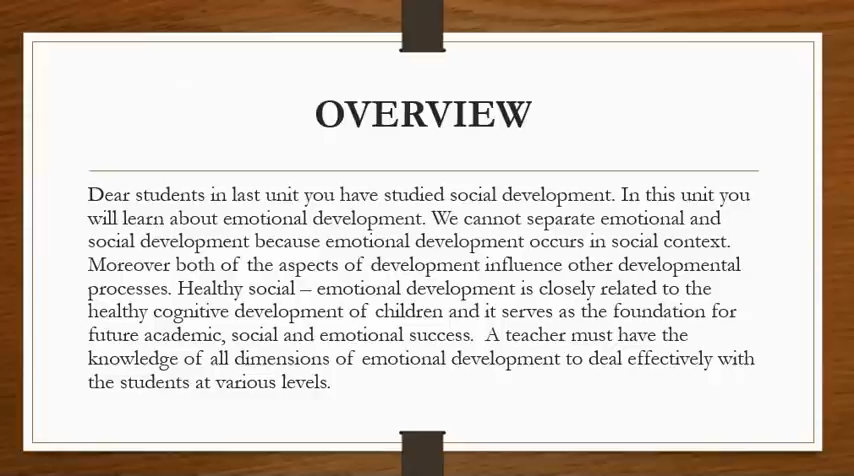 OVERVIEW
Dear students in last unit you have studied social development. In this unit you
will learn about emotional development. We cannot separate emotional and
social development because emotional development occurs in social context.
Moreover both of the aspects of development influence other developmental
processes. Healthy social – emotional development is closely related to the
healthy cognitive development of children and it serves as the foundation for
future academic, social and emotional success.  A teacher must have the
knowledge of all dimensions of emotional development to deal effectively with
the students at various levels.